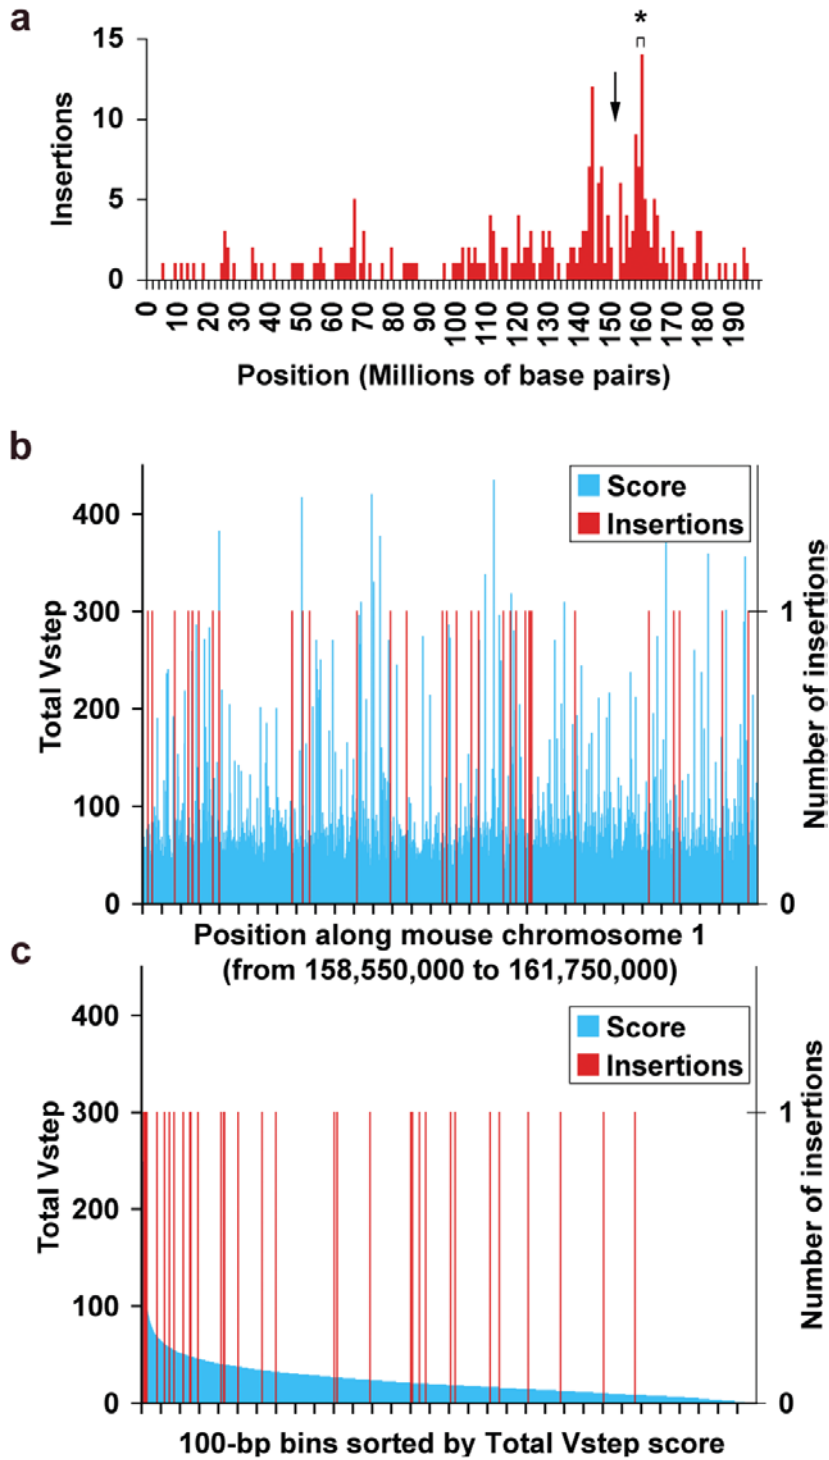 a
*
15
10
5
0
Insertions
0 10 20 30 40 50 60 70 80 90 100 110 120 130 140 150 160 170 180 190
Position (Millions of base pairs)
b
Score
Insertions
400
300
200
100
0
Total Vstep
1
0
Number of insertions
Position along mouse chromosome 1
(from 158,550,000 to 161,750,000)
c
Score
Insertions
400
300
200
100
0
Total Vstep
1
0
Number of insertions
100-bp bins sorted by Total Vstep score